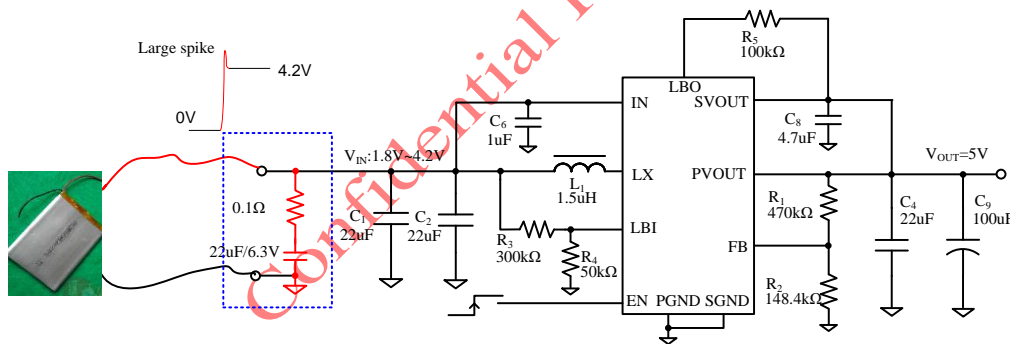 Large spike
4.2V
0V
0.1Ω
22uF/6.3V
VIN:1.8V~4.2V
C1
22uF
C2
22uF
C6
1uF
L1
1.5uH
R3
300kΩ
R4
50kΩ
R5
100kΩ
LBO
IN
SVOUT
LX
PVOUT
LBI
FB
EN
PGND
SGND
C8
4.7uF
VOUT=5V
R1
470kΩ
R2
148.4kΩ
C4
22uF
C9
100uF
Confidential